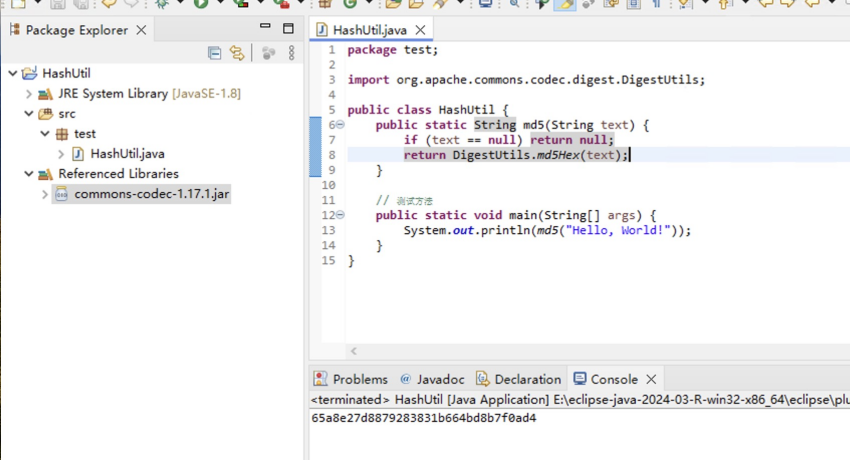 Package Explorer
HashUtil
JRE System Library [JavaSE-1.8]
src
test
HashUtil.java
Referenced Libraries
commons-codec-1.17.1.jar
HashUtil.java
1 package test;
2
3 import org.apache.commons.codec.digest.DigestUtils;
4
5 public class HashUtil {
6 public static String md5(String text) {
7 if (text == null) return null;
8 return DigestUtils.md5Hex(text);
9 }
10
11 // 测试方法
12 public static void main(String[] args) {
13 System.out.println(md5("Hello, World!"));
14 }
15 }
Problems @ Javadoc Declaration Console
<terminated> HashUtil [Java Application] E:\eclipse-java-2024-03-R-win32-x86_64\eclipse\plu
65a8e27d8879283831b664bd8b7f0ad4